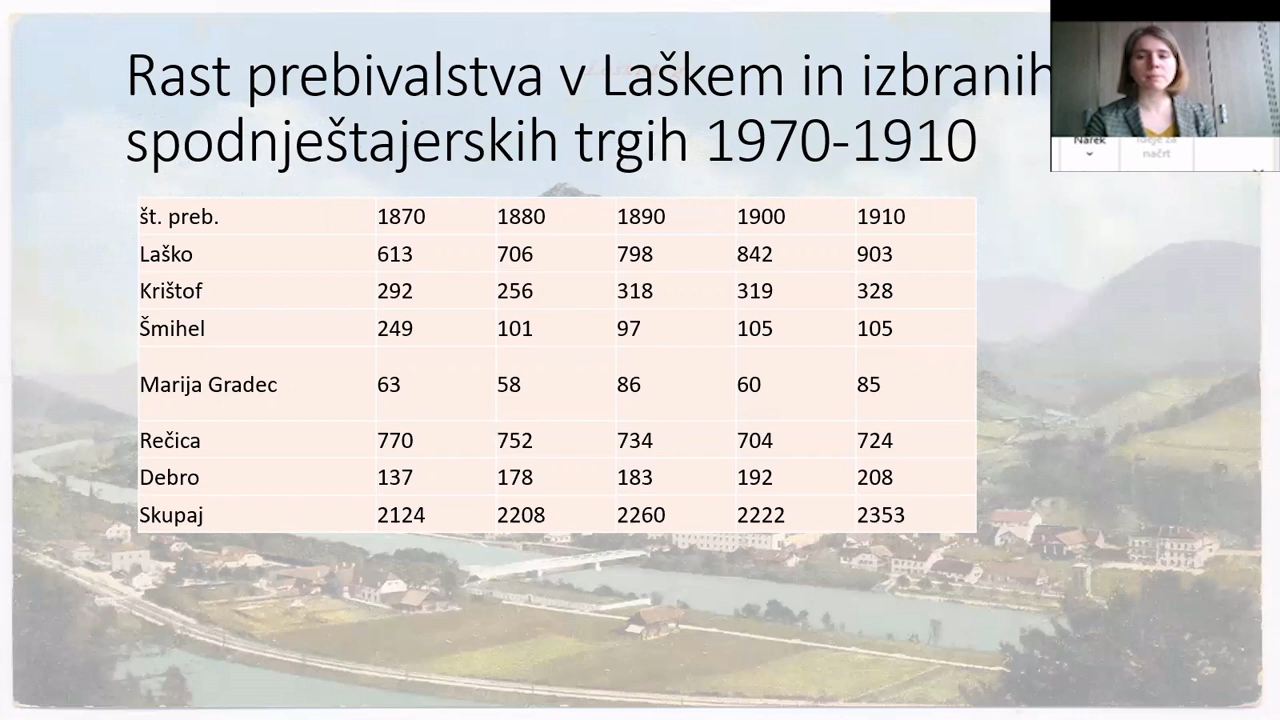 Rast prebivalstva v Laškem in izbranih
spodnještajerskih trgih 1970-1910
Narek
načrt
št. preb. 1870 1880 1890 1900 1910
Laško 613 706 798 842 903
Krištof 292 256 318 319 328
Šmihel 249 101 97 105 105
Marija Gradec 63 58 86 60 85
Rečica 770 752 734 704 724
Debro 137 178 183 192 208
Skupaj 2124 2208 2260 2222 2353